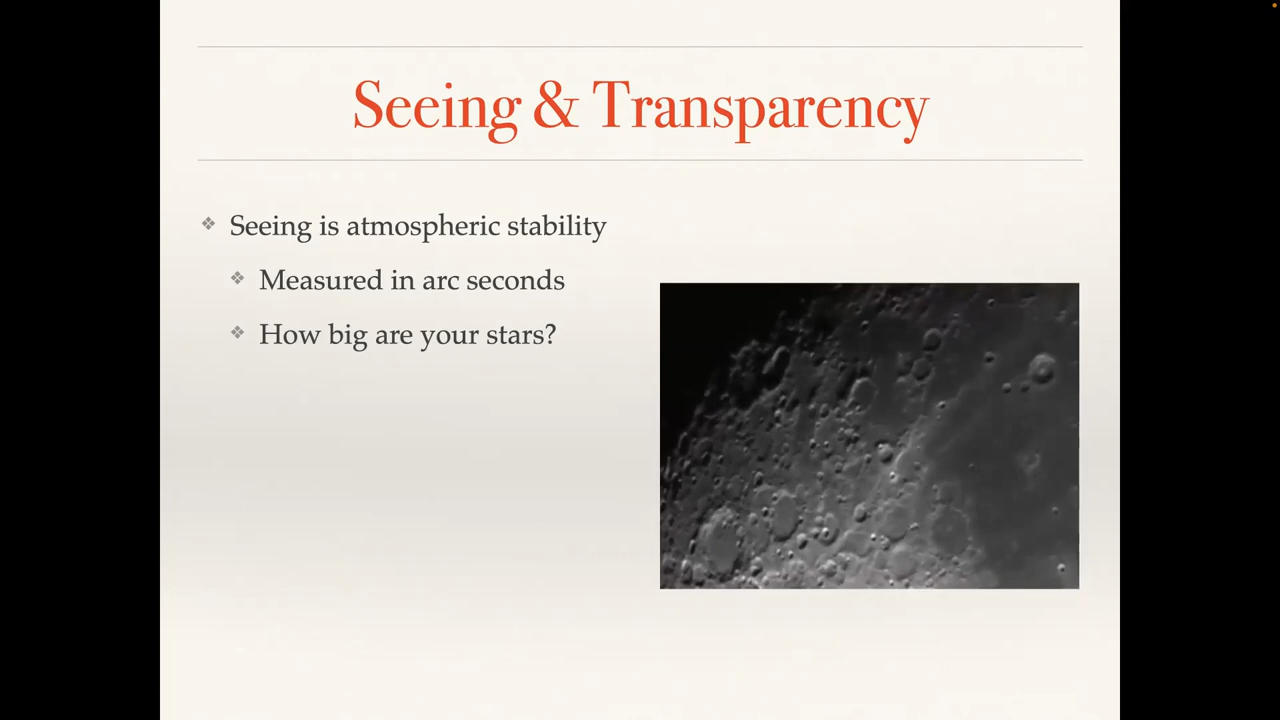 Seeing & Transparency
Seeing is atmospheric stability
Measured in arc seconds
How big are your stars?